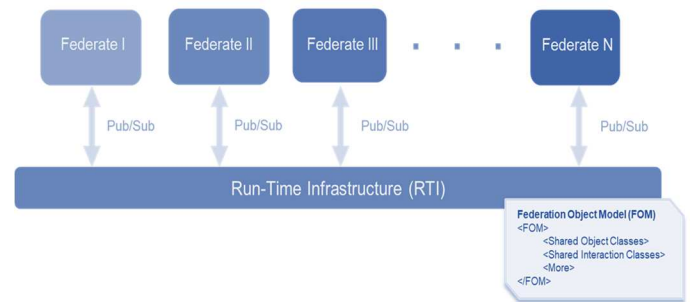 Federate I
Federate II
Federate III
Federate N
Pub/Sub
Pub/Sub
Pub/Sub
Pub/Sub
Run-Time Infrastructure (RTI)
Federation Object Model (FOM)
<FOM>
<Shared Object Classes>
<Shared Interaction Classes>
<More>
</FOM>